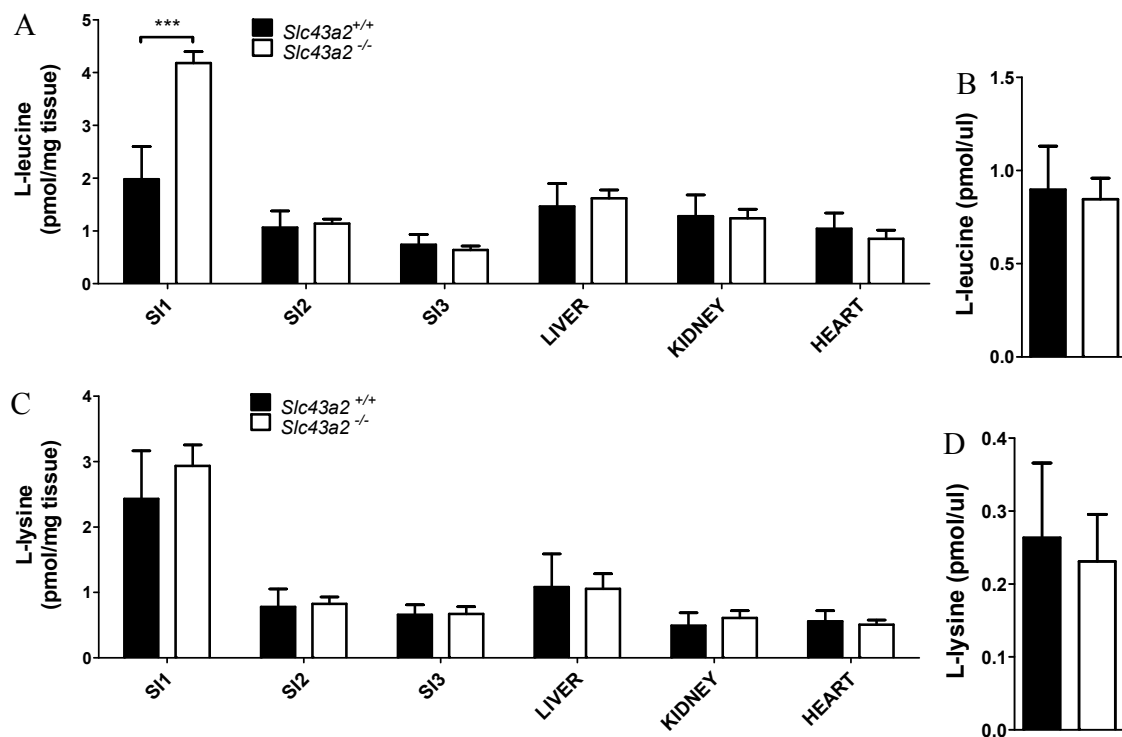 A
***
Slc43a2+/+
Slc43a2 -/-
L-leucine
(pmol/mg tissue)
5
4
3
2
1
0
SI1
SI2
SI3
LIVER
KIDNEY
HEART
B
L-leucine (pmol/ul)
1.5
1.0
0.5
0.0
C
Slc43a2 +/+
Slc43a2 -/-
L-lysine
(pmol/mg tissue)
4
3
2
1
0
SI1
SI2
SI3
LIVER
KIDNEY
HEART
D
L-lysine (pmol/ul)
0.4
0.3
0.2
0.1
0.0